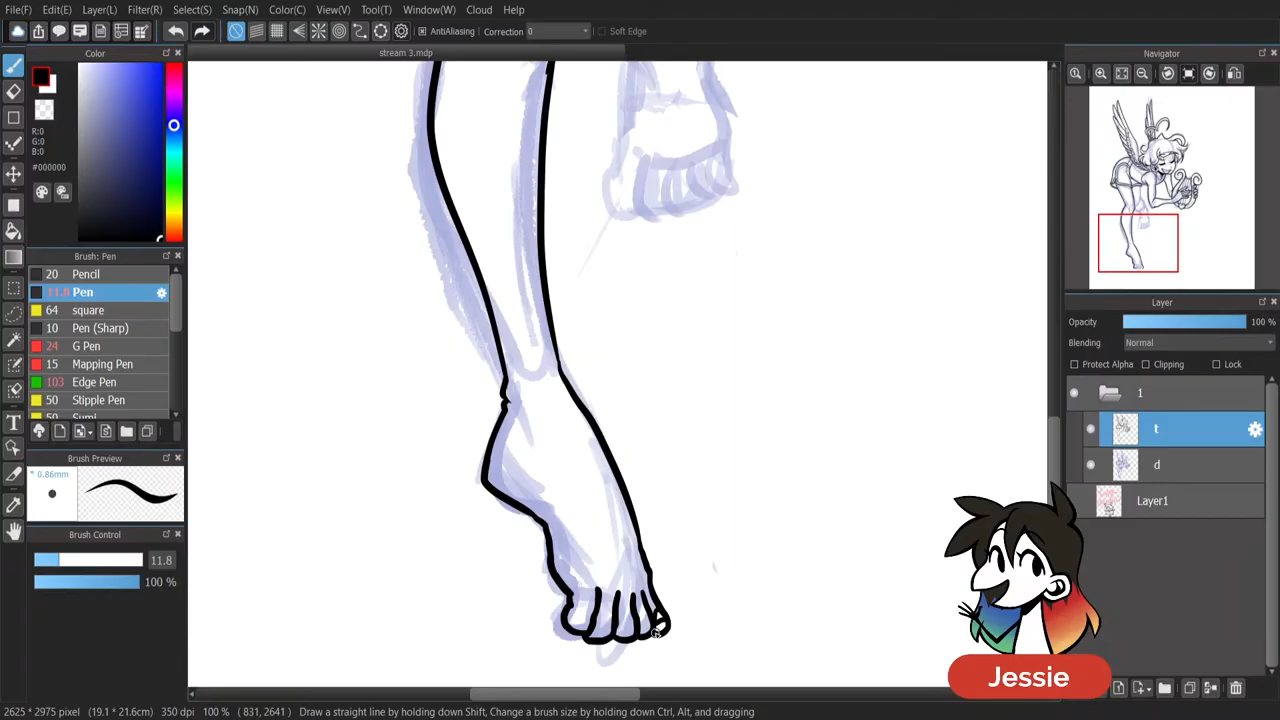 File(F) Edit(E) Layer(L) Filter(R) Select(S) Snap(N) Color(C) View(V) Tool(T) Window(W) Cloud Help
AntiAliasing Correction 0 Soft Edge
Color
stream 3.mdp
Navigator
R:0
G:0
B:0
#000000
Brush: Pen
20 Pencil
11.8 Pen
64 square
10 Pen (Sharp)
24 G Pen
15 Mapping Pen
103 Edge Pen
50 Stipple Pen
50 Sumi
Brush Preview
* 0.86mm
Brush Control
11.8
100 %
Layer
Opacity 100 %
Blending Normal
Protect Alpha Clipping Lock
1
t
d
Layer1
Jessie
2625 * 2975 pixel (19.1 * 21.6cm) 350 dpi 100 % ( 831, 2641 ) Draw a straight line by holding down Shift, Change a brush size by holding down Ctrl, Alt, and dragging